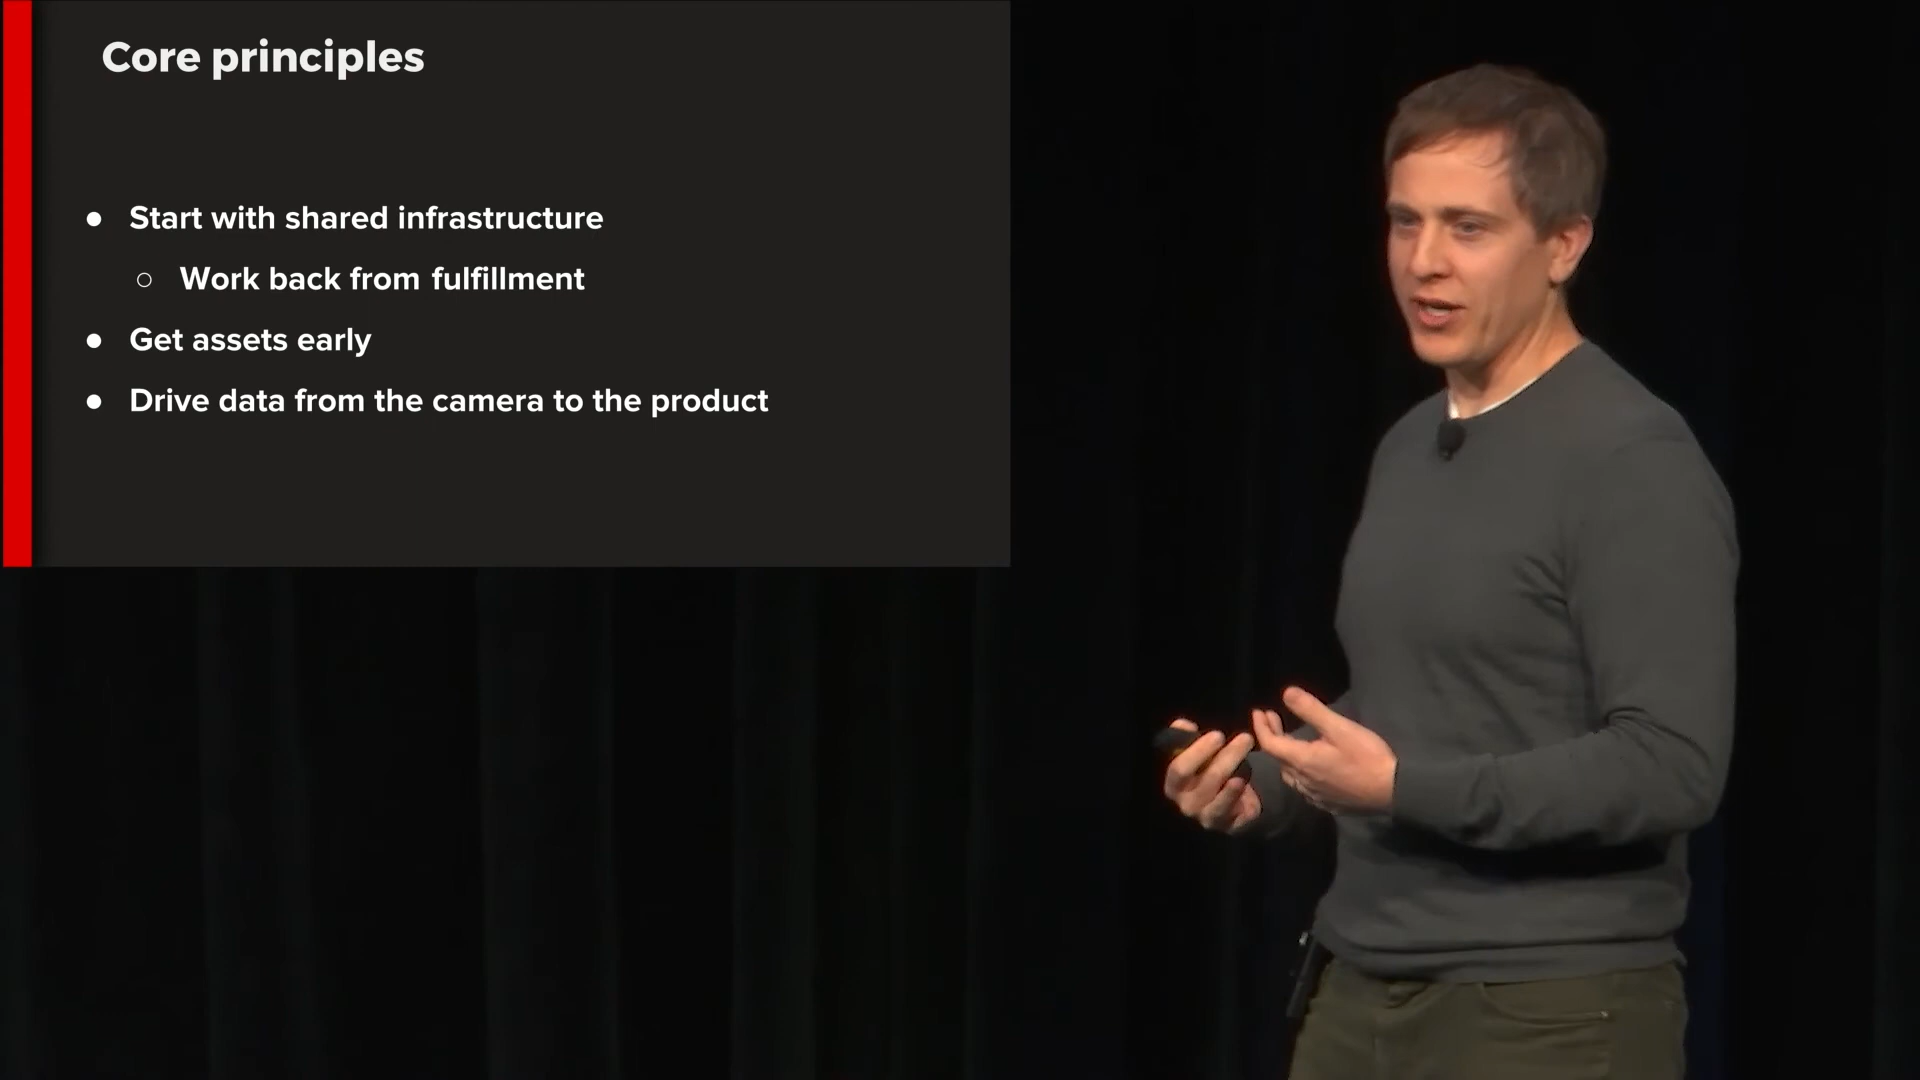 Core principles
● Start with shared infrastructure
○ Work back from fulfillment
● Get assets early
● Drive data from the camera to the product